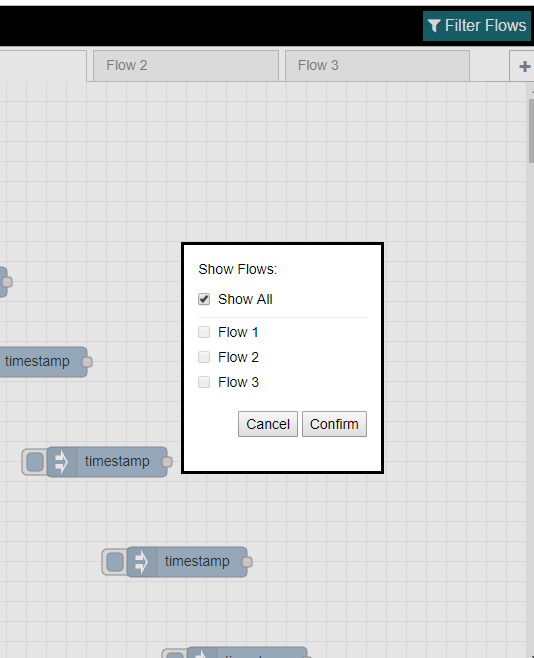 Filter Flows
Flow 2
Flow 3
Show Flows:
Show All
Flow 1
Flow 2
Flow 3
Cancel
Confirm
timestamp
timestamp
timestamp